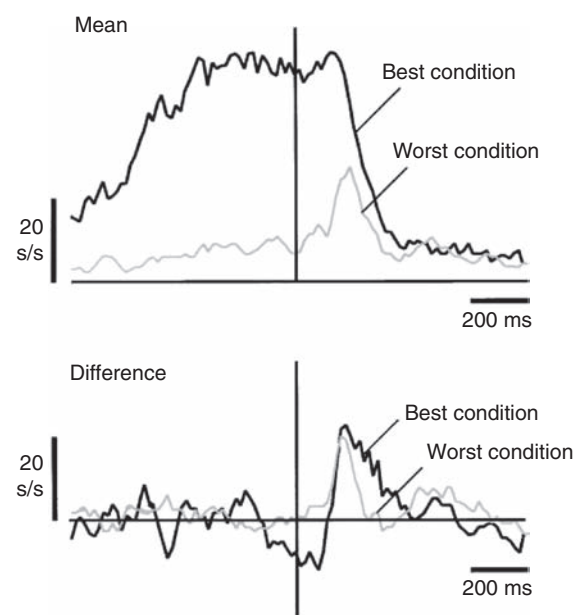 Mean
Best condition
Worst condition
20
s/s
200 ms
Difference
Best condition
Worst condition
20
s/s
200 ms